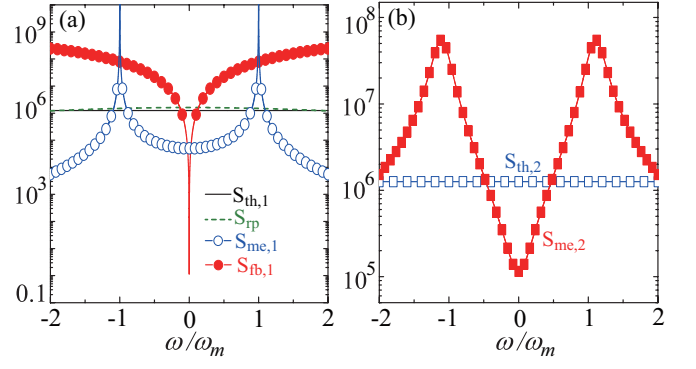 (a)
10^9
10^6
10^3
0.1
S_th,1
S_rp
S_me,1
S_fb,1
-2 -1 0 1 2
ω/ω_m
(b)
10^8
10^7
10^6
10^5
S_th,2
S_me,2
-2 -1 0 1 2
ω/ω_m